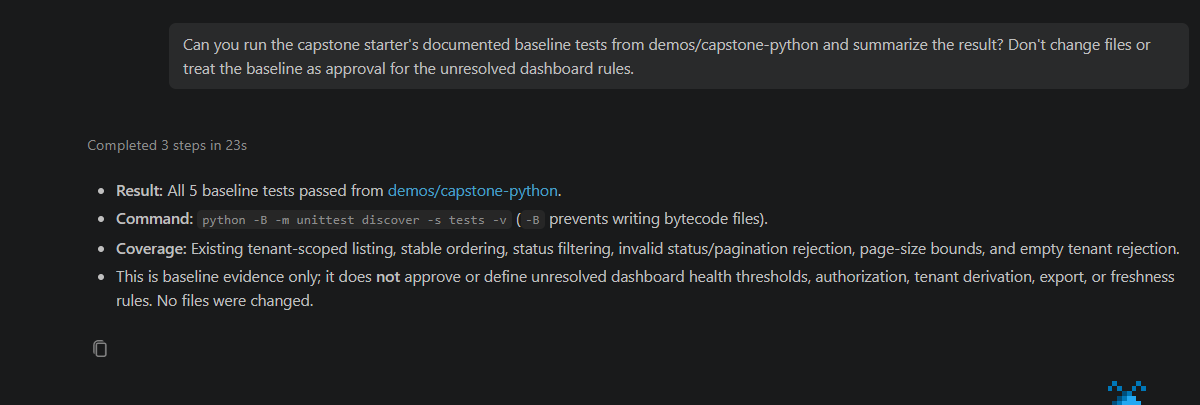 Can you run the capstone starter's documented baseline tests from demos/capstone-python and summarize the result? Don't change files or
treat the baseline as approval for the unresolved dashboard rules.
Completed 3 steps in 23s
• Result: All 5 baseline tests passed from demos/capstone-python.
• Command: python -B -m unittest discover -s tests -v ( -B prevents writing bytecode files).
• Coverage: Existing tenant-scoped listing, stable ordering, status filtering, invalid status/pagination rejection, page-size bounds, and empty tenant rejection.
• This is baseline evidence only; it does not approve or define unresolved dashboard health thresholds, authorization, tenant derivation, export, or freshness
rules. No files were changed.